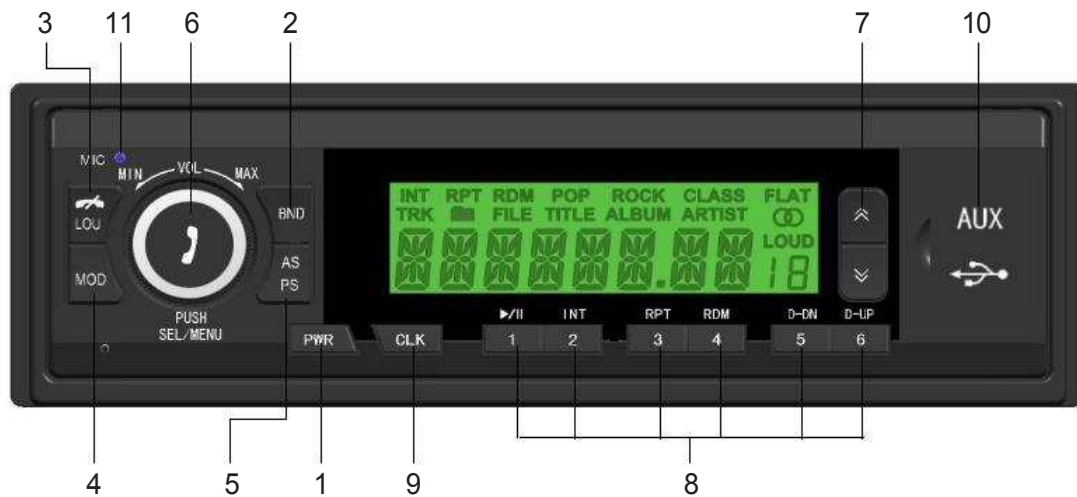 3 11 6 2 7 10
MIC
MIN VOL MAX
LOU
BND
MOD
AS
PS
PUSH
SEL/MENU
INT RPT RDM POP ROCK CLASS FLAT
TRK FILE TITLE ALBUM ARTIST
LOUD
18
AUX
▶/II INT RPT RDM D-DN D-UP
PWR CLK 1 2 3 4 5 6
4 5 1 9 8